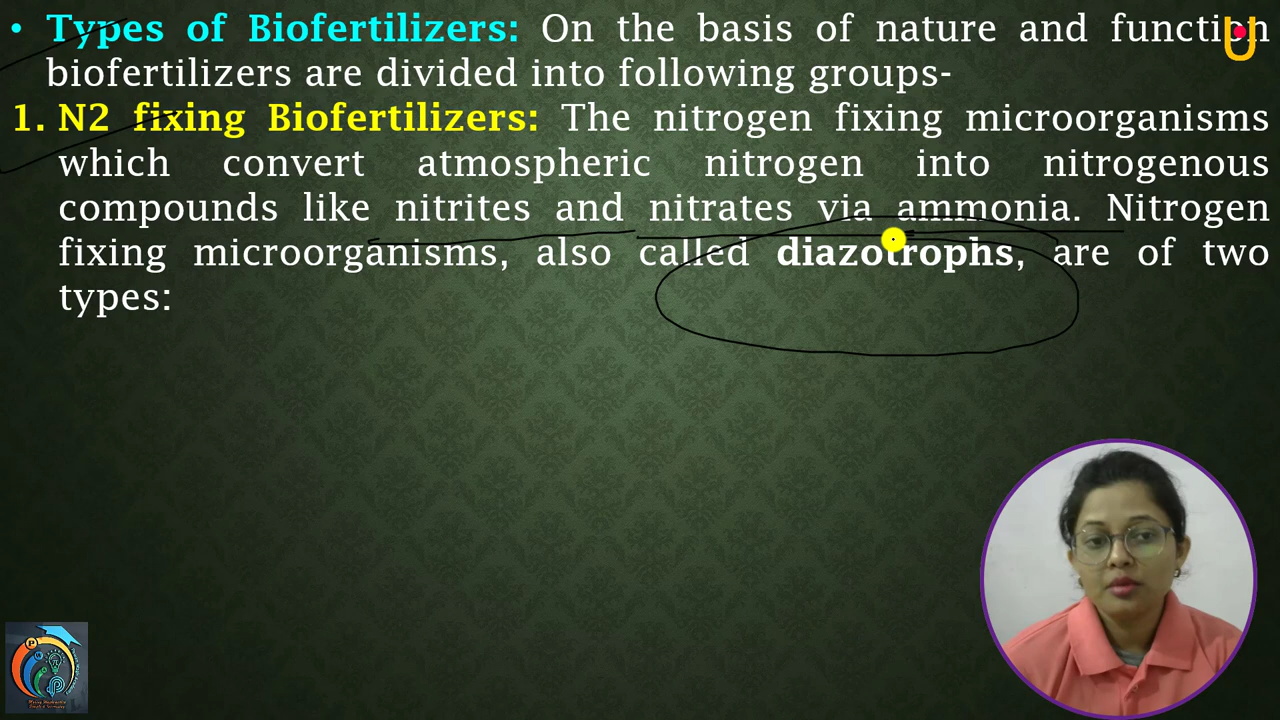 • Types of Biofertilizers: On the basis of nature and function
biofertilizers are divided into following groups-
1. N2 fixing Biofertilizers: The nitrogen fixing microorganisms
which convert atmospheric nitrogen into nitrogenous
compounds like nitrites and nitrates via ammonia. Nitrogen
fixing microorganisms, also called diazotrophs, are of two
types: